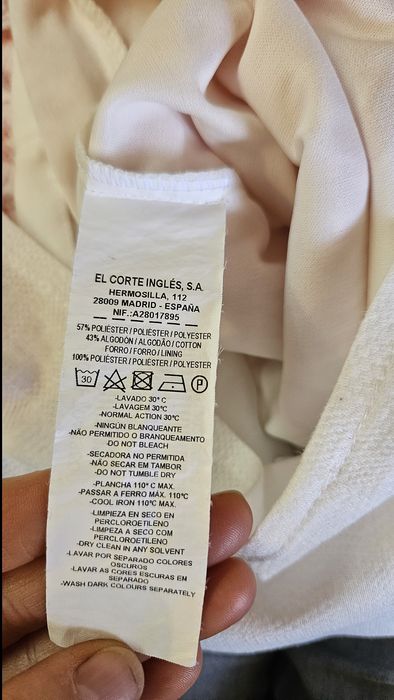 EL CORTE INGLÉS, S.A.
HERMOSILLA, 112
28009 MADRID - ESPAÑA
NIF.:A28017895
57% POLIÉSTER / POLIÉSTER / POLYESTER
43% ALGODÓN / ALGODÃO / COTTON
FORRO / FORRO / LINING
100% POLIÉSTER / POLIÉSTER / POLYESTER
30 P
-LAVADO 30° C
-LAVAGEM 30°C
-NORMAL ACTION 30°C
-NINGÚN BLANQUEANTE
-NÃO PERMITIDO O BRANQUEAMENTO
-DO NOT BLEACH
-SECADORA NO PERMITIDA
-NÃO SECAR EM TAMBOR
-DO NOT TUMBLE DRY
-PLANCHA 110° C MAX.
-PASSAR A FERRO MÁX. 110°C
-COOL IRON 110°C MAX
-LIMPIEZA EN SECO EN
PERCLOROETILENO
-LIMPEZA A SECO COM
PERCLOROETILENO
-DRY CLEAN IN ANY SOLVENT
-LAVAR POR SEPARADO COLORES
OSCUROS
-LAVAR AS CORES ESCURAS EM
SEPARADO
-WASH DARK COLOURS SEPARATELY